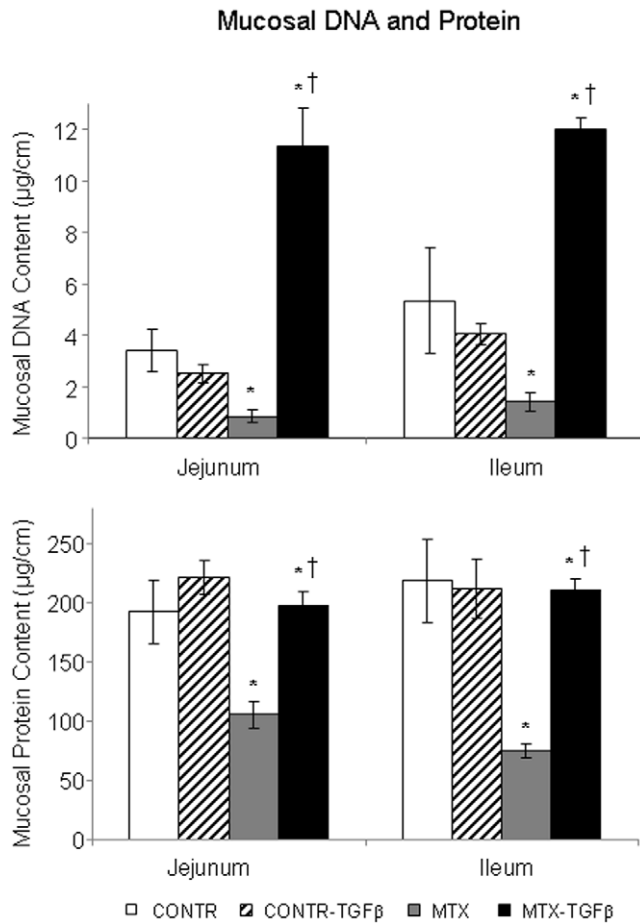 Mucosal DNA and Protein
Mucosal DNA Content (µg/cm)
12
10
8
6
4
2
0
*
*†
*
*†
Jejunum
Ileum
Mucosal Protein Content (µg/cm)
250
200
150
100
50
0
*
*†
*
*†
Jejunum
Ileum
CONTR
CONTR-TGFβ
MTX
MTX-TGFβ